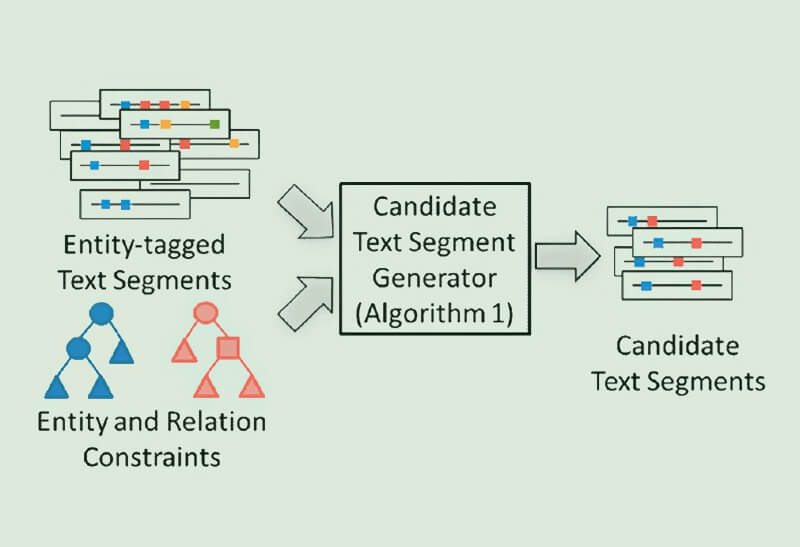 Entity-tagged
Text Segments
Entity and Relation
Constraints
Candidate
Text Segment
Generator
(Algorithm 1)
Candidate
Text Segments